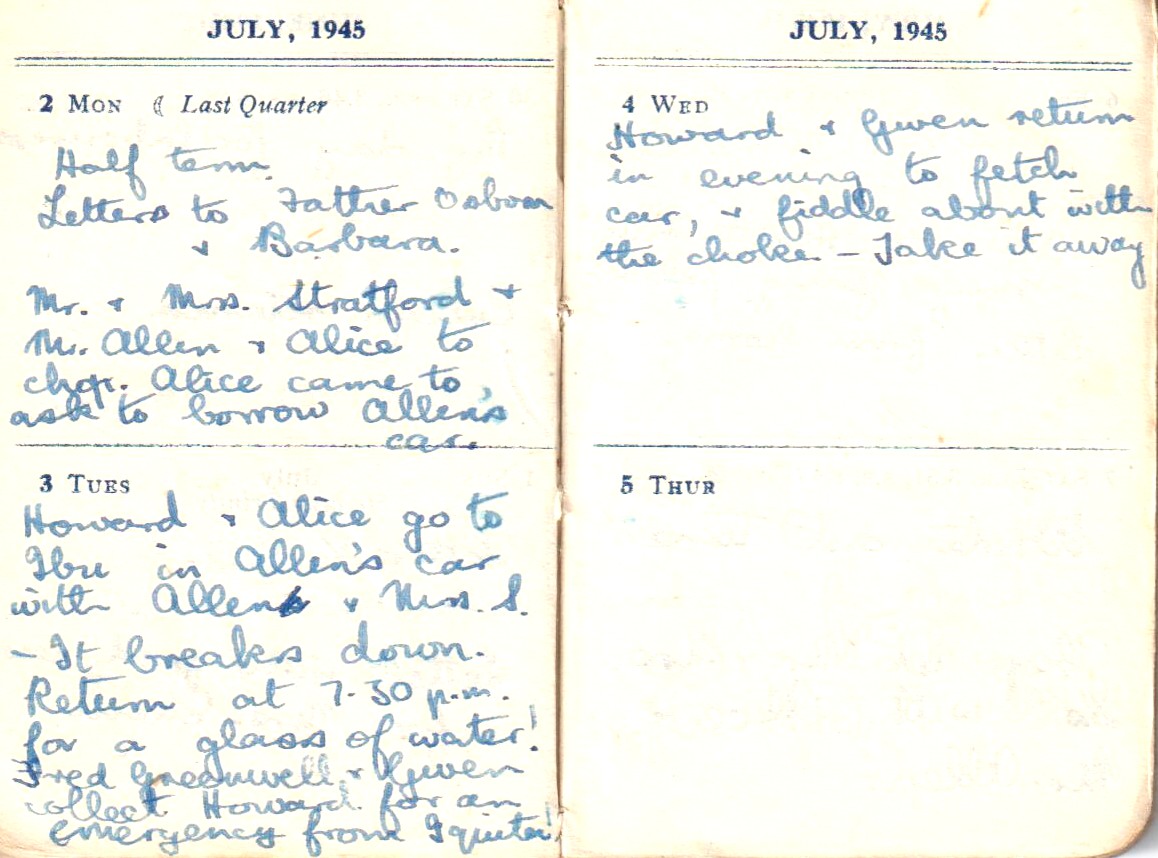 JULY, 1945
2 MON ☾ Last Quarter
Half term.
Letters to Father Osborn
& Barbara.
Mr. & Mrs. Stratford &
Mr. Allen & Alice to
chop. Alice came to
ask to borrow Allen's
car.
3 TUES
Howard & Alice go to
Ibu in Allen's car
with Allen & Mrs. S.
- It breaks down.
Return at 7-30 p.m.
for a glass of water!
Fred Greenwell & Gwen
collect Howard for an
emergency from Iquita!
JULY, 1945
4 WED
Howard & Gwen return
in evening to fetch
car, & fiddle about with
the choke - Take it away
5 THUR